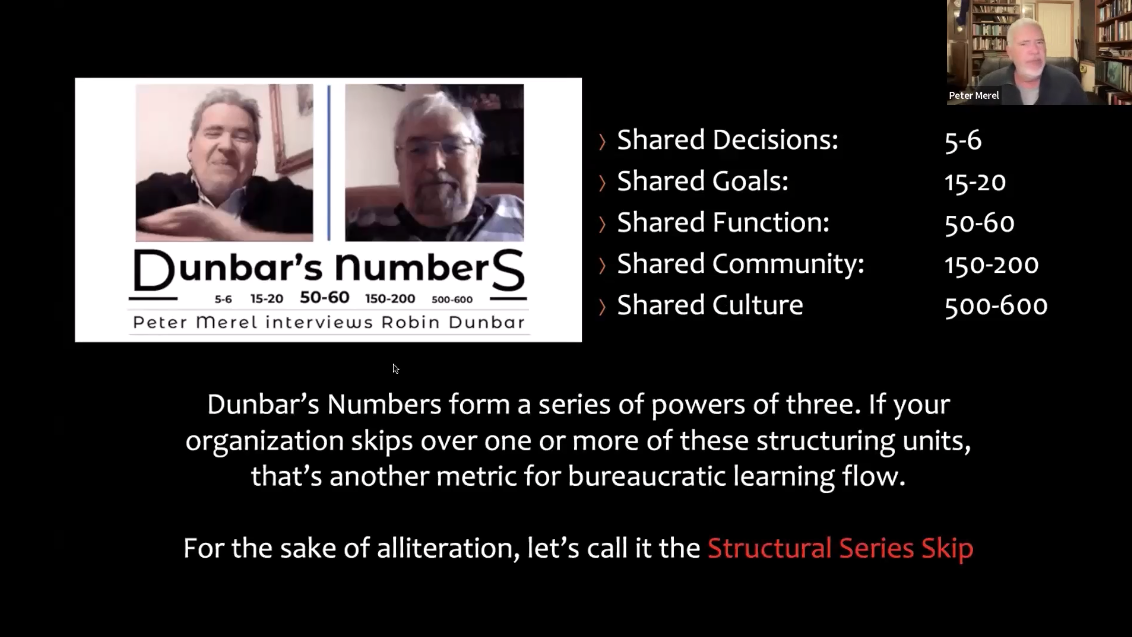 Peter Merel
Dunbar's NumberS
5-6 15-20 50-60 150-200 500-600
Peter Merel interviews Robin Dunbar
〉 Shared Decisions: 5-6
〉 Shared Goals: 15-20
〉 Shared Function: 50-60
〉 Shared Community: 150-200
〉 Shared Culture 500-600
Dunbar's Numbers form a series of powers of three. If your
organization skips over one or more of these structuring units,
that's another metric for bureaucratic learning flow.
For the sake of alliteration, let's call it the Structural Series Skip